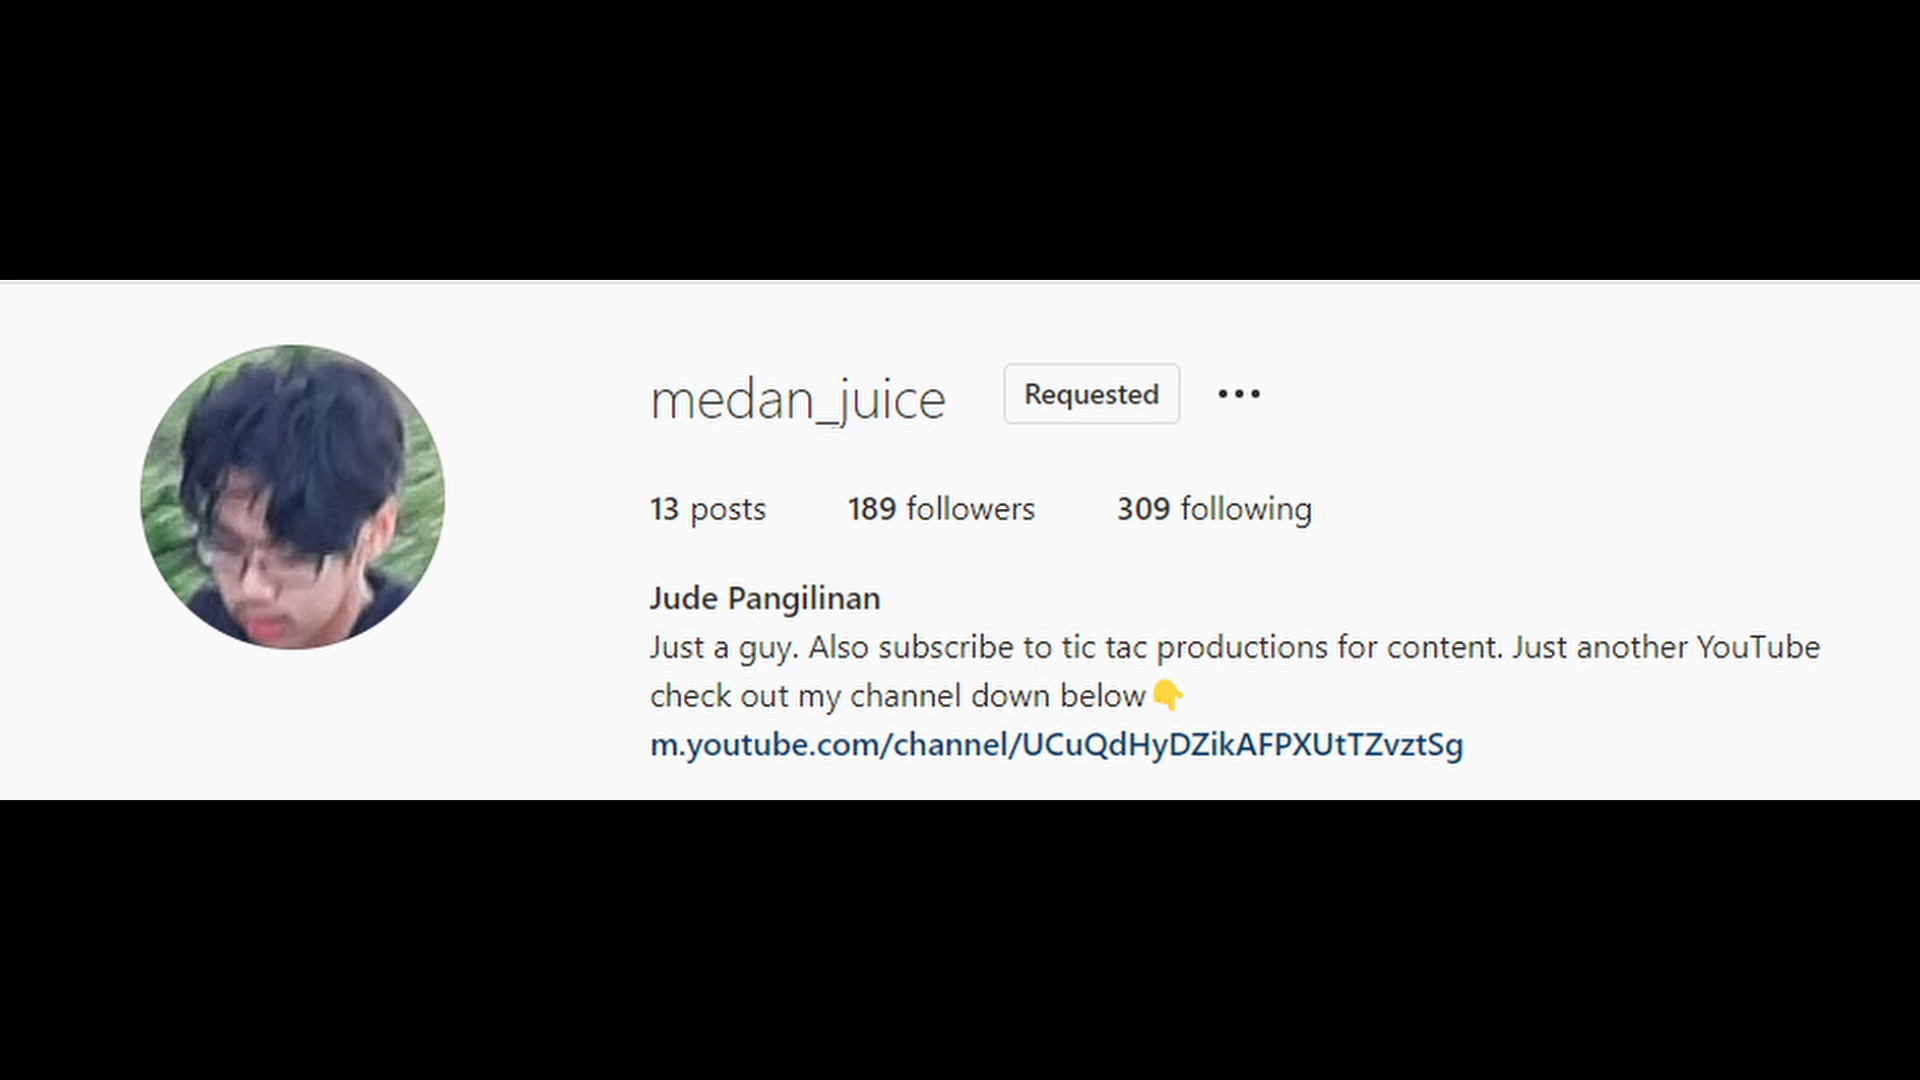 medan_juice Requested
13 posts 189 followers 309 following
Jude Pangilinan
Just a guy. Also subscribe to tic tac productions for content. Just another YouTube
check out my channel down below👇
m.youtube.com/channel/UCuQdHyDZikAFPXUtTZvztSg